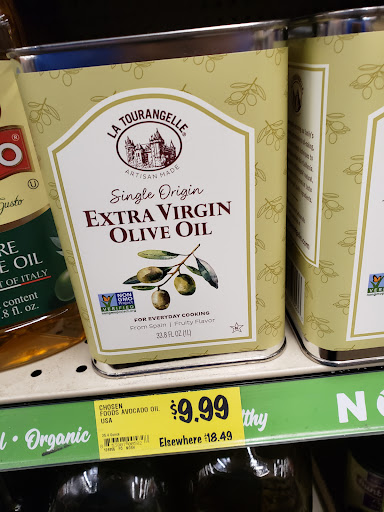 LA TOURANGELLE
ARTISAN MADE
Single Origin
EXTRA VIRGIN
OLIVE OIL
NON
GMO
VERIFIED
FOR EVERYDAY COOKING
From Spain | Fruity Flavor
33.8 fl OZ (1L)
O
Gusto
RE
E OIL
T OF ITALY
content
.8 fl. oz.
CHOSEN
FOODS AVOCADO OIL
USA
$9.99
Elsewhere $18.49
l • Organic
lthy
N